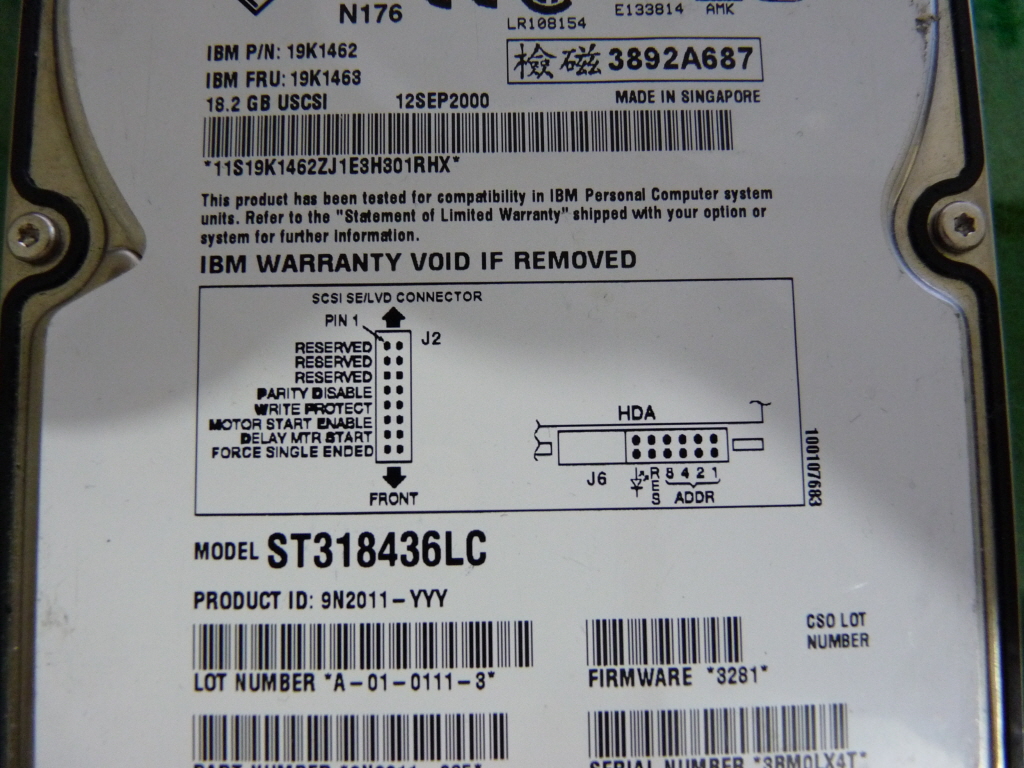 N176
LR108154
E133814 AMK
IBM P/N: 19K1462
IBM FRU: 19K1463
18.2 GB USCSI 12SEP2000
檢磁 3892A687
MADE IN SINGAPORE
*11S19K1462ZJ1E3H301RHX*
This product has been tested for compatibility in IBM Personal Computer system
units. Refer to the "Statement of Limited Warranty" shipped with your option or
system for further information.
IBM WARRANTY VOID IF REMOVED
SCSI SE/LVD CONNECTOR
PIN 1
J2
RESERVED
RESERVED
RESERVED
PARITY DISABLE
WRITE PROTECT
MOTOR START ENABLE
DELAY MTR START
FORCE SINGLE ENDED
FRONT
HDA
J6
RES
8 4 2 1
ADDR
100107683
MODEL ST318436LC
PRODUCT ID: 9N2011-YYY
CSO LOT
NUMBER
LOT NUMBER *A-01-0111-3*
FIRMWARE *3281*
SERIAL NUMBER *3BM0LX4T*